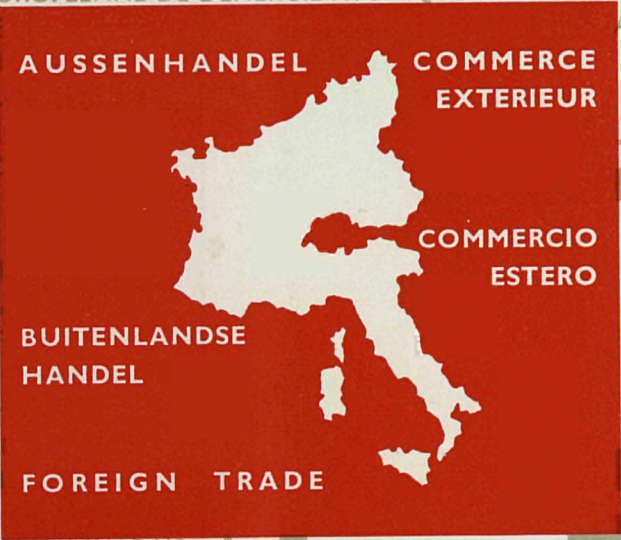 AUSSENHANDEL
COMMERCE
EXTERIEUR
COMMERCIO
ESTERO
BUITENLANDSE
HANDEL
FOREIGN TRADE